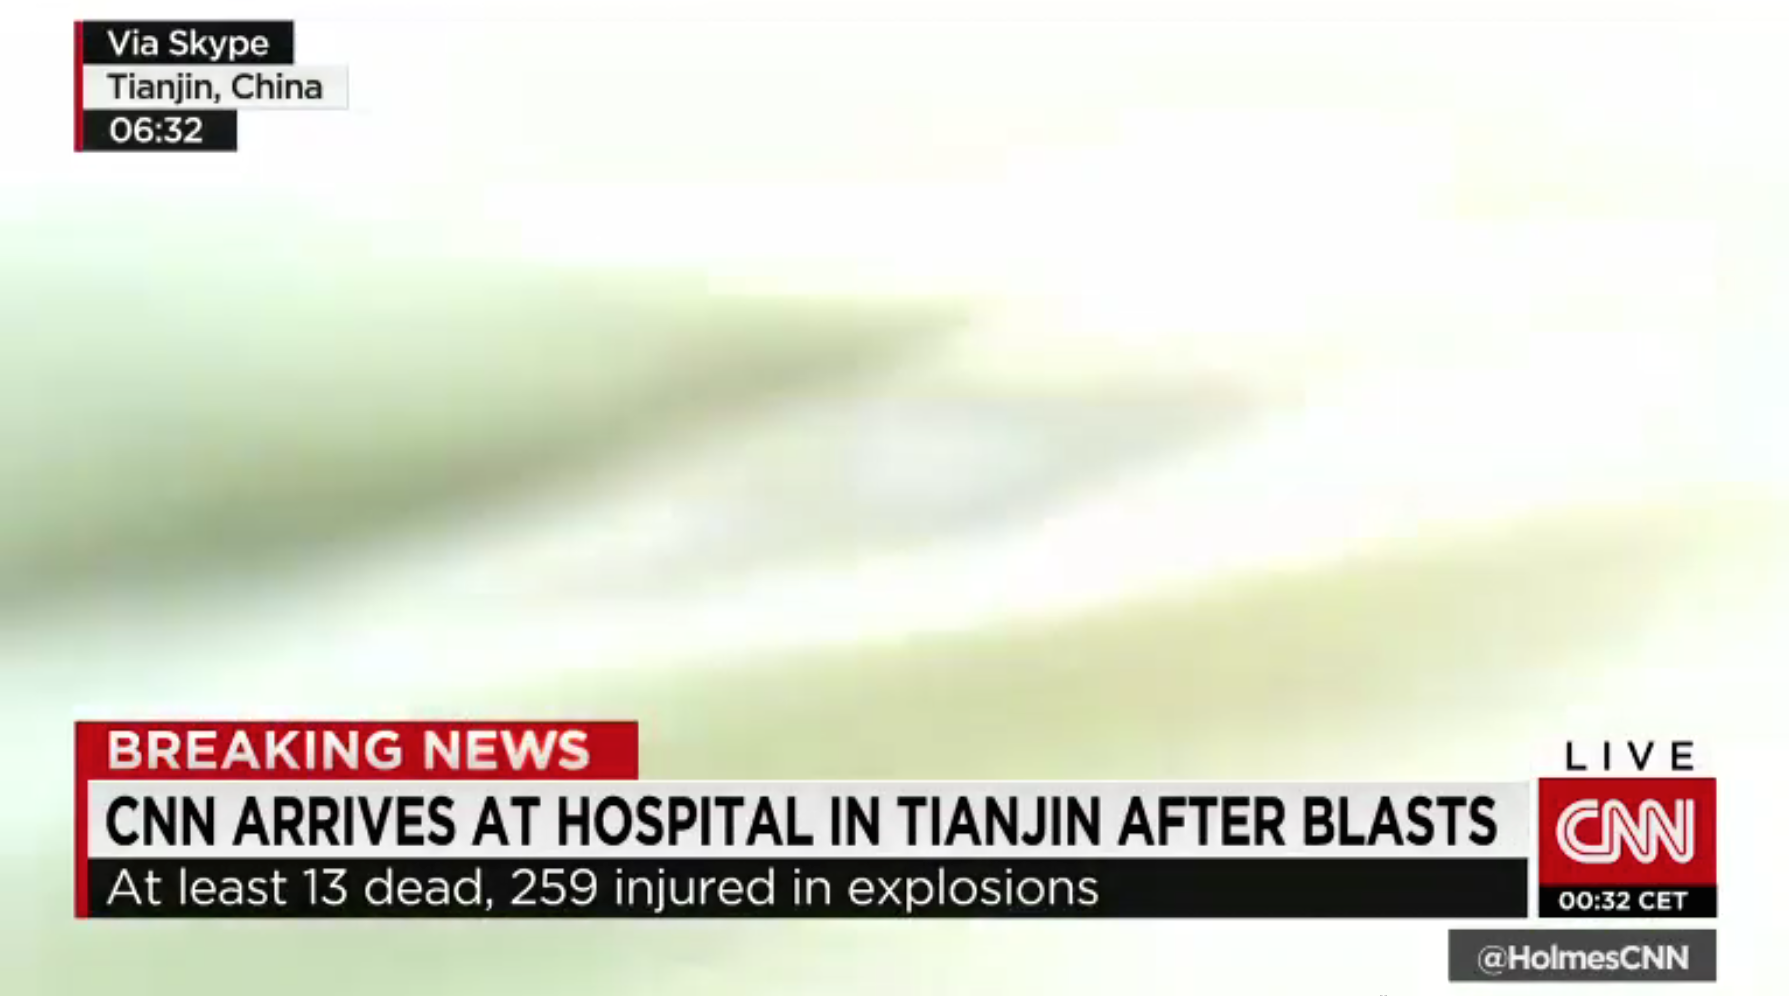 Via Skype
Tianjin, China
06:32
BREAKING NEWS
CNN ARRIVES AT HOSPITAL IN TIANJIN AFTER BLASTS
At least 13 dead, 259 injured in explosions
LIVE
CNN
00:32 CET
@HolmesCNN